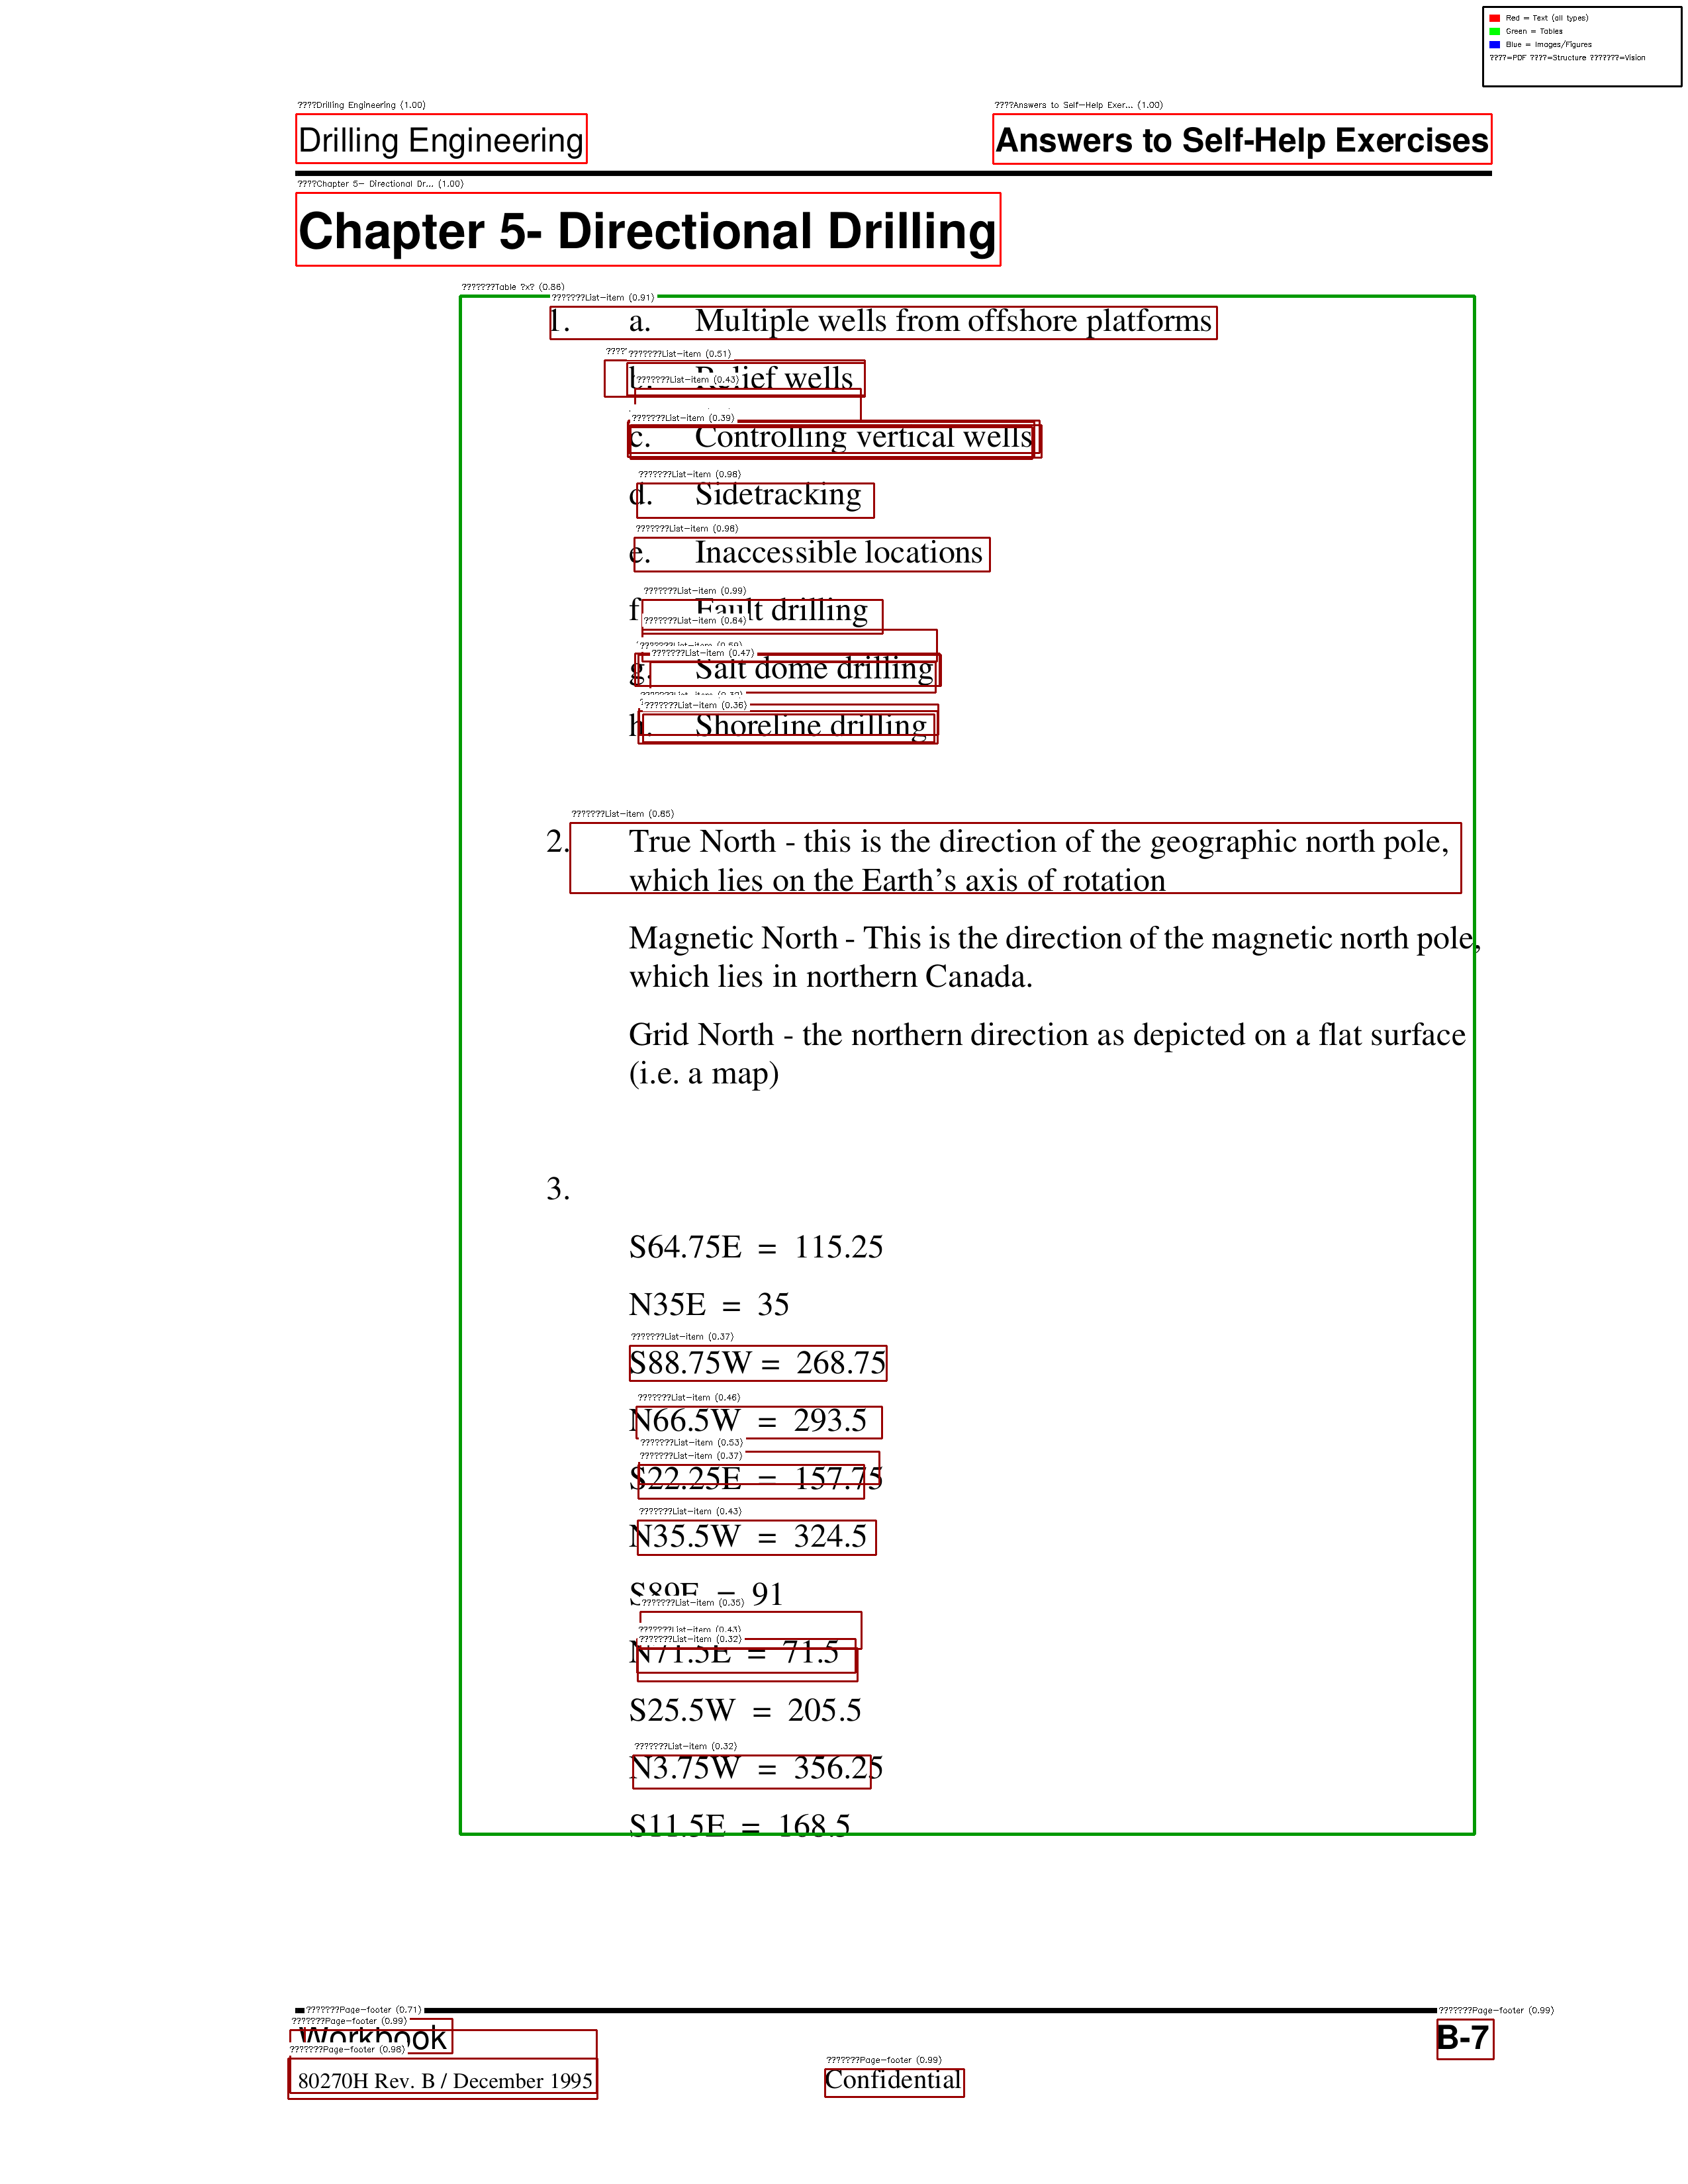 Red = Text (all types)
Green = Tables
Blue = Images/Figures
????=PDF ????=Structure ???????=Vision
????Drilling Engineering (1.00)
????Answers to Self-Help Exer... (1.00)
Drilling Engineering
Answers to Self-Help Exercises
????Chapter 5- Directional Dr... (1.00)
Chapter 5- Directional Drilling
???????Table ?x? (0.86)
???????List-item (0.91)
1. a. Multiple wells from offshore platforms
???? ???????List-item (0.51)
b. Relief wells
???????List-item (0.43)
???????List-item (0.39)
c. Controlling vertical wells
???????List-item (0.98)
d. Sidetracking
???????List-item (0.98)
e. Inaccessible locations
???????List-item (0.99)
f. Fault drilling
???????List-item (0.84)
???????List-item (0.47)
g. Salt dome drilling
???????List-item (0.36)
h. Shoreline drilling
???????List-item (0.85)
2. True North - this is the direction of the geographic north pole,
which lies on the Earth's axis of rotation
Magnetic North - This is the direction of the magnetic north pole,
which lies in northern Canada.
Grid North - the northern direction as depicted on a flat surface
(i.e. a map)
3.
S64.75E = 115.25
N35E = 35
???????List-item (0.37)
S88.75W = 268.75
???????List-item (0.46)
N66.5W = 293.5
???????List-item (0.53)
???????List-item (0.37)
S22.25E = 157.75
???????List-item (0.43)
N35.5W = 324.5
S89E = 91
???????List-item (0.35)
???????List-item (0.43)
???????List-item (0.32)
N71.5E = 71.5
S25.5W = 205.5
???????List-item (0.32)
N3.75W = 356.25
S11.5E = 168.5
???????Page-footer (0.71)
???????Page-footer (0.99)
???????Page-footer (0.99)
Workbook
B-7
???????Page-footer (0.98)
???????Page-footer (0.99)
80270H Rev. B / December 1995
Confidential